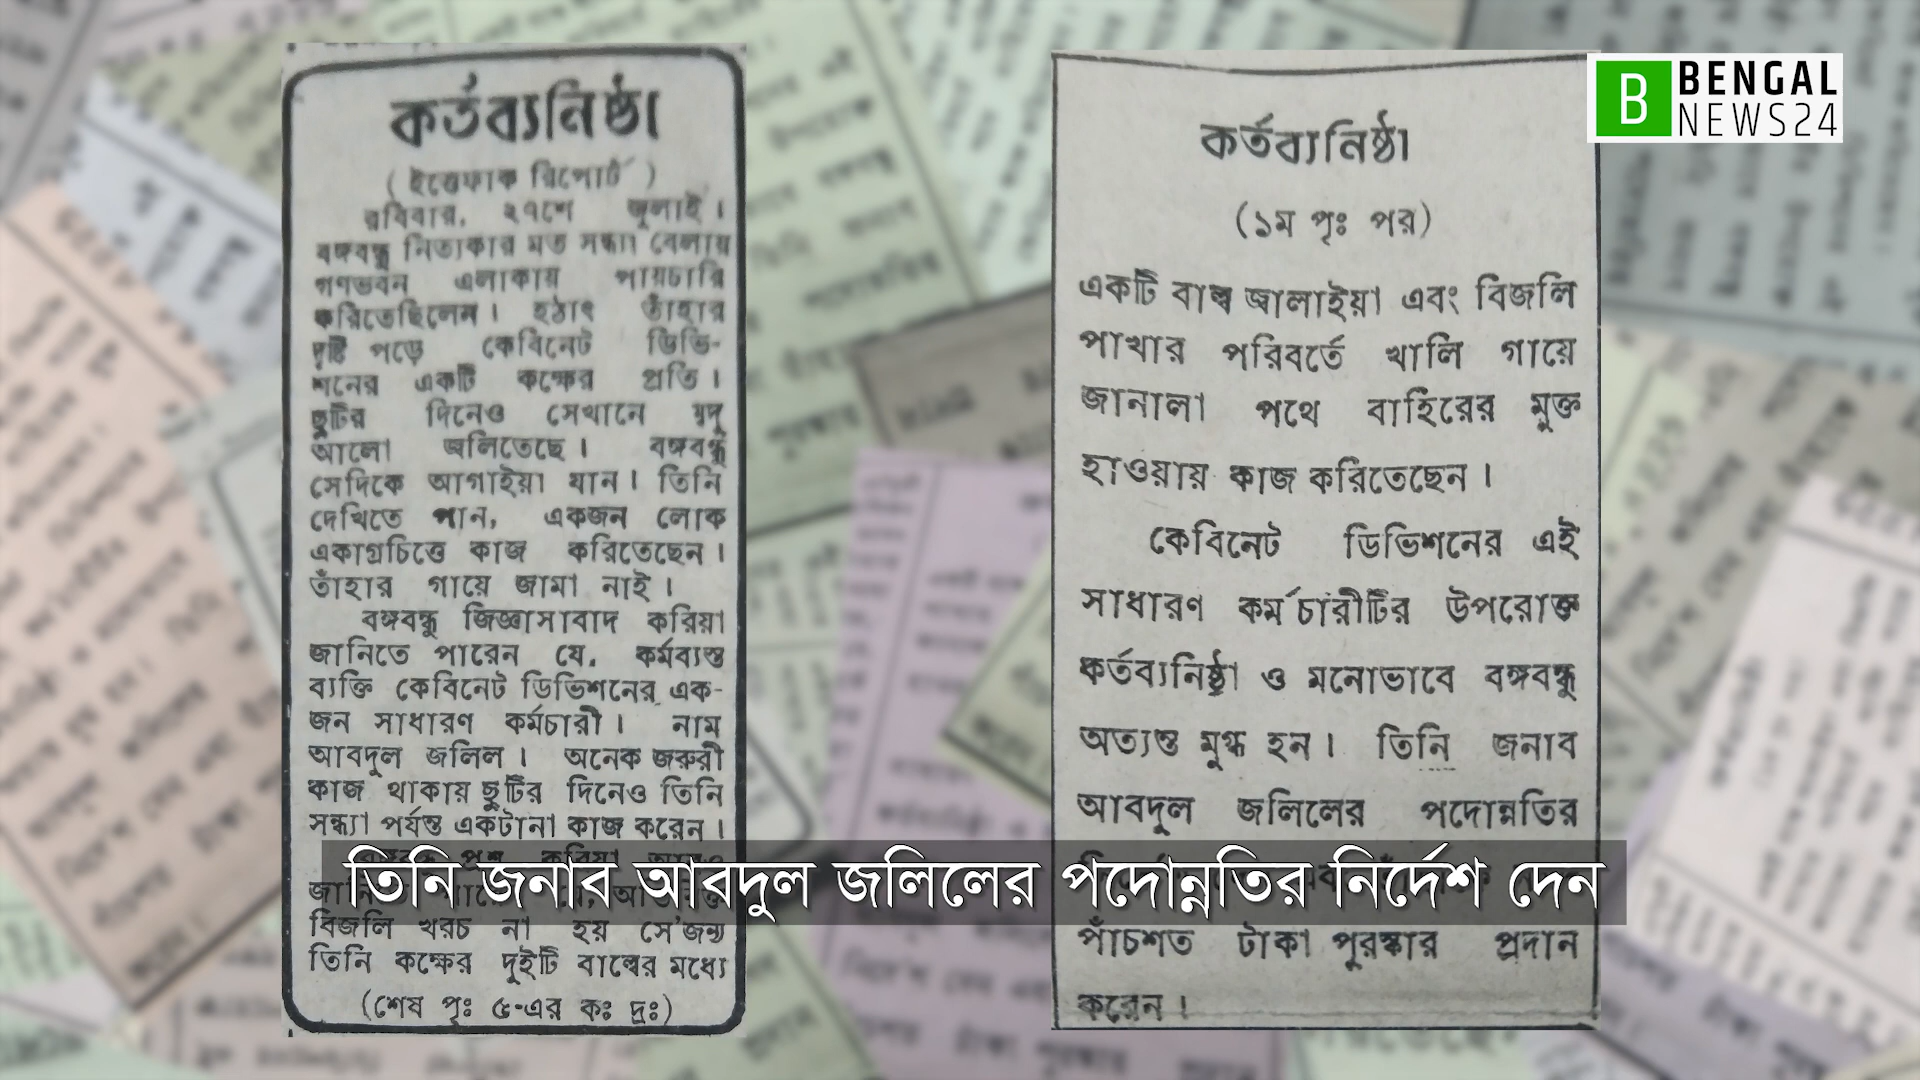 কর্তব্যনিষ্ঠা
(ইত্তেফাক রিপোর্ট)
রবিবার, ২৭শে জুলাই।
বঙ্গবন্ধু নিত্যকার মত সন্ধ্যা বেলায়
গণভবন এলাকায় পায়চারি
করিতেছিলেন। হঠাৎ তাঁহার
দৃষ্টি পড়ে কেবিনেট ডিভি-
শনের একটি কক্ষের প্রতি।
ছুটির দিনেও সেখানে মৃদু
আলো জ্বলিতেছে। বঙ্গবন্ধু
সেদিকে আগাইয়া যান। তিনি
দেখিতে পান, একজন লোক
একাগ্রচিত্তে কাজ করিতেছেন।
তাঁহার গায়ে জামা নাই।
বঙ্গবন্ধু জিজ্ঞাসাবাদ করিয়া
জানিতে পারেন যে, কর্মব্যস্ত
ব্যক্তি কেবিনেট ডিভিশনের এক-
জন সাধারণ কর্মচারী। নাম
আবদুল জলিল। অনেক জরুরী
কাজ থাকায় ছুটির দিনেও তিনি
সন্ধ্যা পর্যন্ত একটানা কাজ করেন।
বিজলি খরচ না হয় সে'জন্য
তিনি কক্ষের দুইটি বাল্বের মধ্যে
(শেষ পৃঃ ৫-এর কঃ দ্রঃ)
কর্তব্যনিষ্ঠা
(১ম পৃঃ পর)
একটি বাল্ব জ্বালাইয়া এবং বিজলি
পাখার পরিবর্তে খালি গায়ে
জানালা পথে বাহিরের মুক্ত
হাওয়ায় কাজ করিতেছেন।
কেবিনেট ডিভিশনের এই
সাধারণ কর্মচারীটির উপরোক্ত
কর্তব্যনিষ্ঠা ও মনোভাবে বঙ্গবন্ধু
অত্যন্ত মুগ্ধ হন। তিনি জনাব
আবদুল জলিলের পদোন্নতির
পাঁচশত টাকা পুরস্কার প্রদান
করেন।
BENGAL
NEWS24
B
তিনি জনাব আবদুল জলিলের পদোন্নতির নির্দেশ দেন